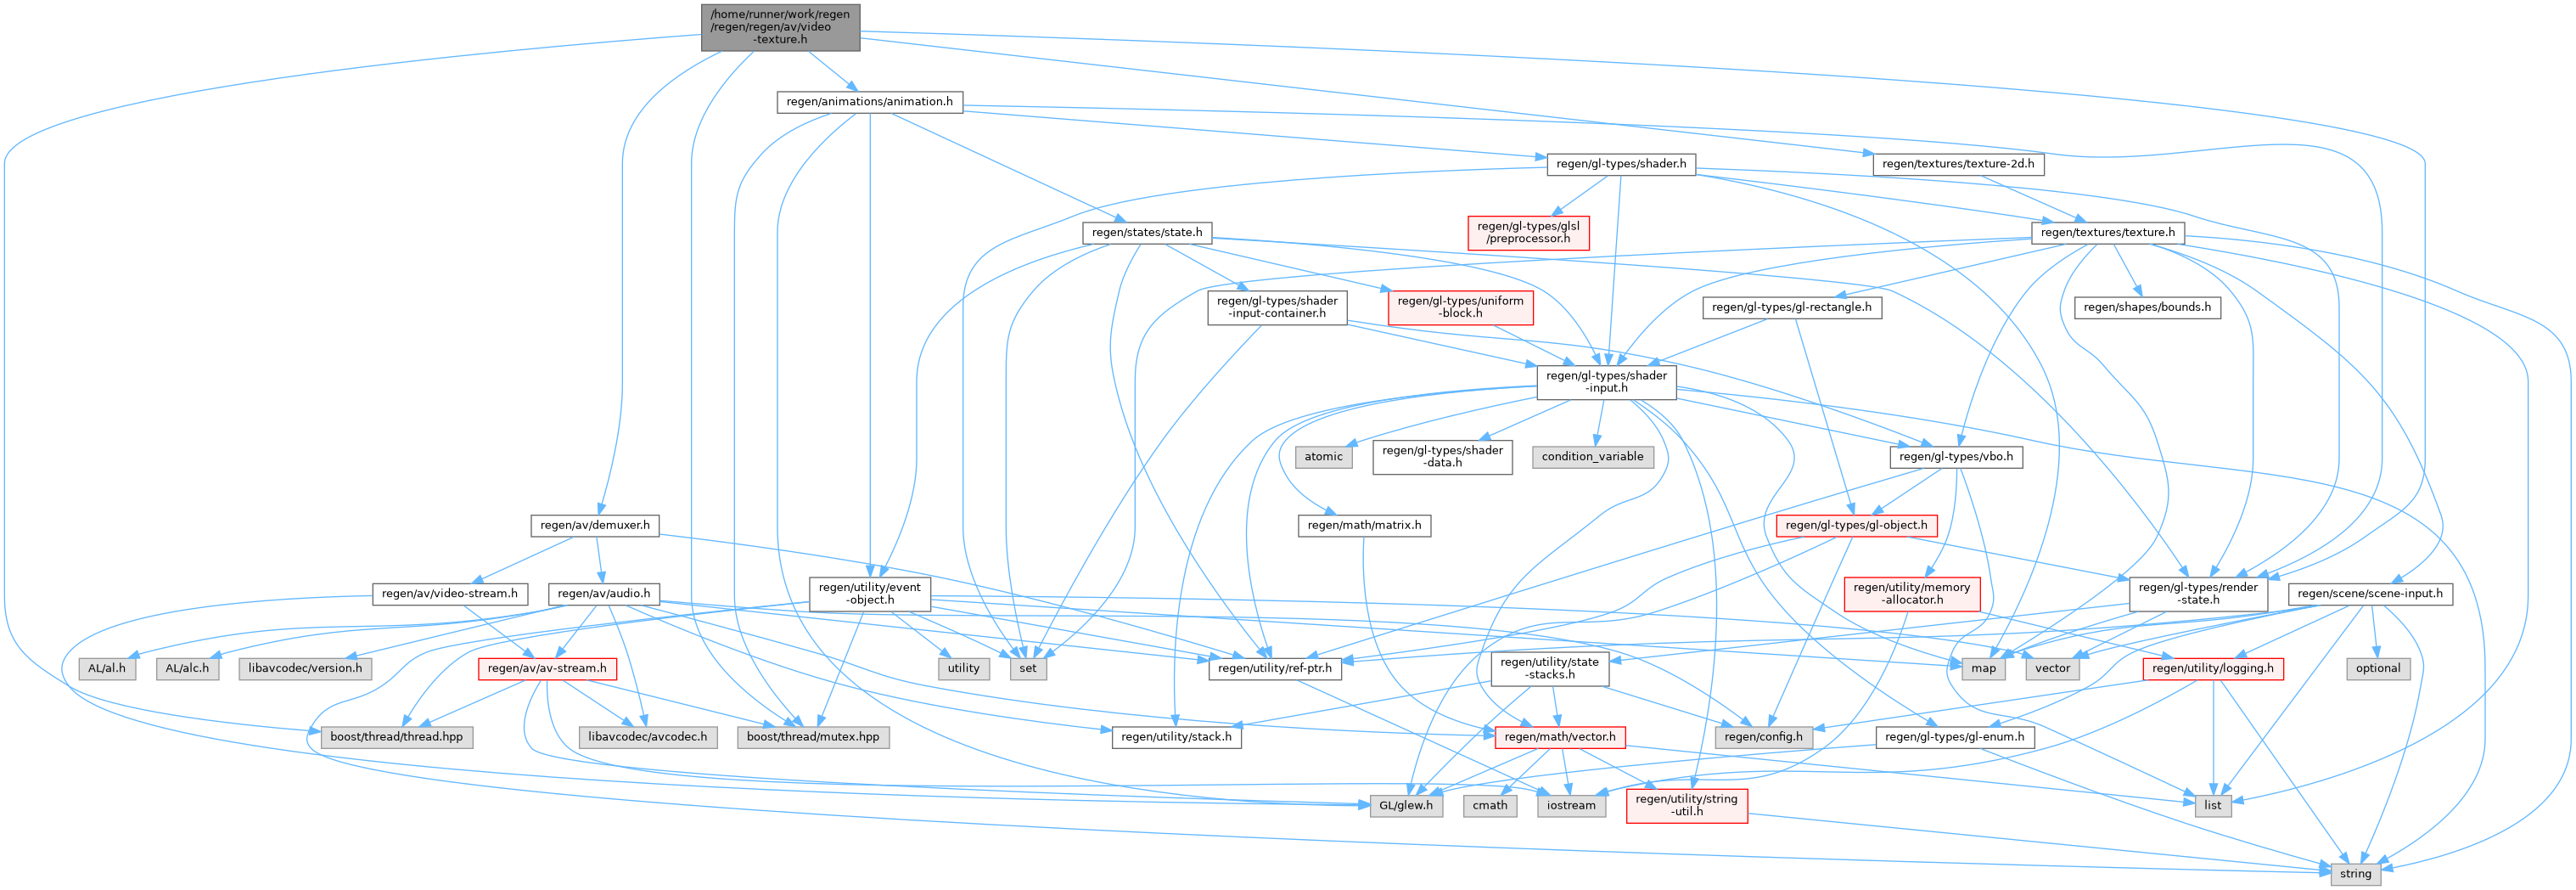 /home/runner/work/regen
/regen/regen/av/video
-texture.h
regen/animations/animation.h
regen/gl-types/shader.h
regen/textures/texture-2d.h
regen/gl-types/glsl
/preprocessor.h
regen/states/state.h
regen/textures/texture.h
regen/gl-types/shader
-input-container.h
regen/gl-types/uniform
-block.h
regen/gl-types/gl-rectangle.h
regen/shapes/bounds.h
regen/gl-types/shader
-input.h
atomic
regen/gl-types/shader
-data.h
condition_variable
regen/gl-types/vbo.h
regen/av/demuxer.h
regen/math/matrix.h
regen/gl-types/gl-object.h
regen/av/video-stream.h
regen/av/audio.h
regen/utility/event
-object.h
regen/utility/memory
-allocator.h
regen/gl-types/render
-state.h
regen/scene/scene-input.h
AL/al.h
AL/alc.h
libavcodec/version.h
regen/av/av-stream.h
utility
set
regen/utility/ref-ptr.h
regen/utility/state
-stacks.h
map
vector
regen/utility/logging.h
optional
boost/thread/thread.hpp
libavcodec/avcodec.h
boost/thread/mutex.hpp
regen/utility/stack.h
regen/math/vector.h
regen/config.h
regen/gl-types/gl-enum.h
GL/glew.h
cmath
iostream
regen/utility/string
-util.h
list
string